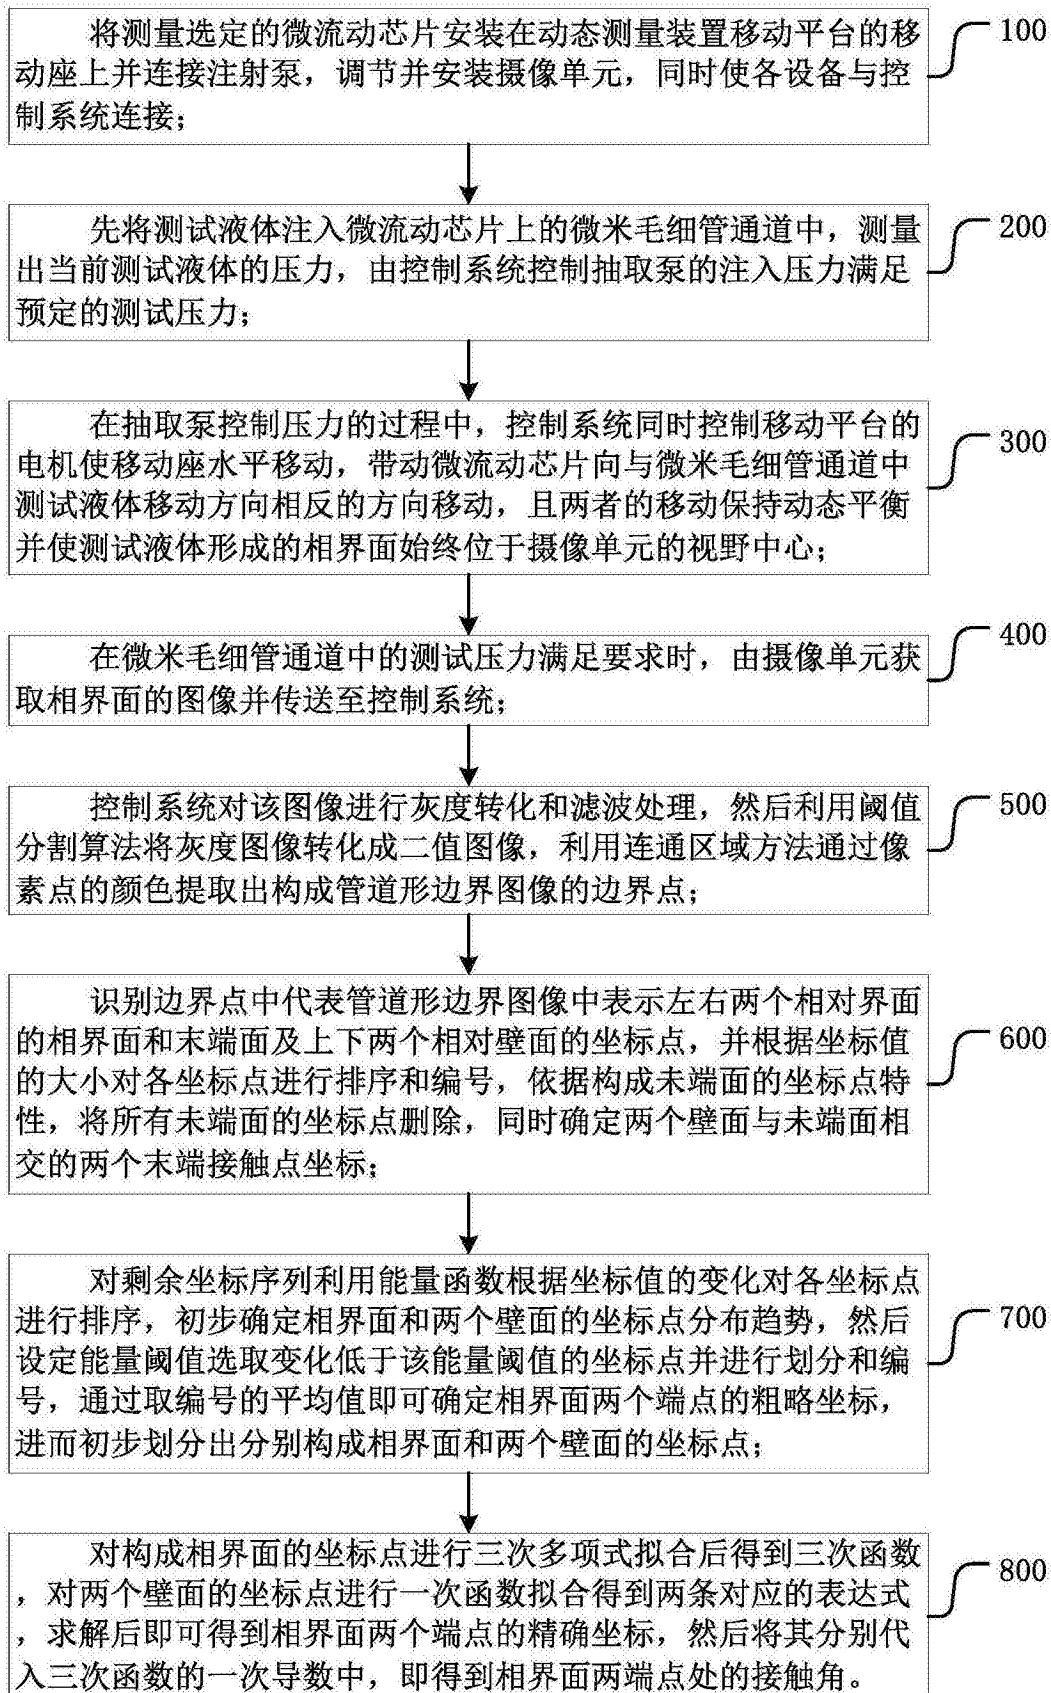 将测量选定的微流动芯片安装在动态测量装置移动平台的移
动座上并连接注射泵，调节并安装摄像单元，同时使各设备与控
制系统连接；
100
先将测试液体注入微流动芯片上的微米毛细管通道中，测量
出当前测试液体的压力，由控制系统控制抽取泵的注入压力满足
预定的测试压力；
200
在抽取泵控制压力的过程中，控制系统同时控制移动平台的
电机使移动座水平移动，带动微流动芯片向与微米毛细管通道中
测试液体移动方向相反的方向移动，且两者的移动保持动态平衡
并使测试液体形成的相界面始终位于摄像单元的视野中心；
300
在微米毛细管通道中的测试压力满足要求时，由摄像单元获
取相界面的图像并传送至控制系统；
400
控制系统对该图像进行灰度转化和滤波处理，然后利用阈值
分割算法将灰度图像转化成二值图像，利用连通区域方法通过像
素点的颜色提取出构成管道形边界图像的边界点；
500
识别边界点中代表管道形边界图像中表示左右两个相对界面
的相界面和末端面及上下两个相对壁面的坐标点，并根据坐标值
的大小对各坐标点进行排序和编号，依据构成未端面的坐标点特
性，将所有未端面的坐标点删除，同时确定两个壁面与未端面相
交的两个末端接触点坐标；
600
对剩余坐标序列利用能量函数根据坐标值的变化对各坐标点
进行排序，初步确定相界面和两个壁面的坐标点分布趋势，然后
设定能量阈值选取变化低于该能量阈值的坐标点并进行划分和编
号，通过取编号的平均值即可确定相界面两个端点的粗略坐标，
进而初步划分出分别构成相界面和两个壁面的坐标点；
700
对构成相界面的坐标点进行三次多项式拟合后得到三次函数
，对两个壁面的坐标点进行一次函数拟合得到两条对应的表达式
，求解后即可得到相界面两个端点的精确坐标，然后将其分别代
入三次函数的一次导数中，即得到相界面两端点处的接触角。
800